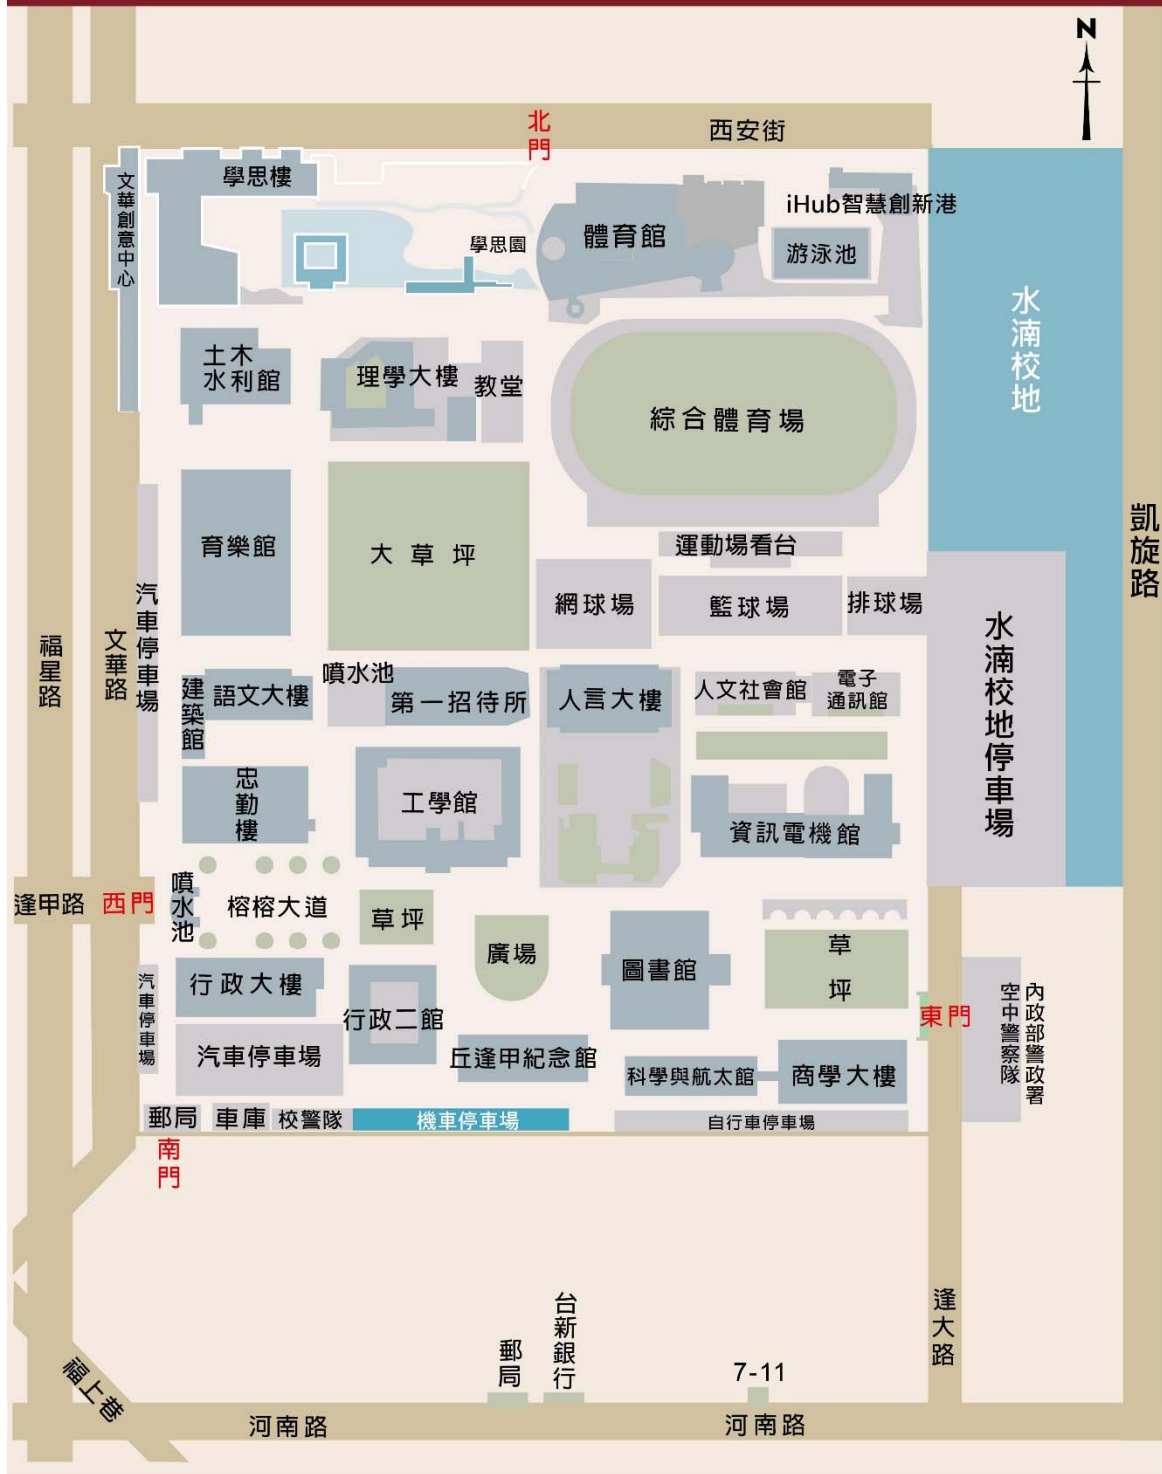 N
北門
西安街
學思樓
文華創意中心
iHub智慧創新港
體育館
學思園
游泳池
水湳校地
土木
水利館
理學大樓
教堂
綜合體育場
凱旋路
育樂館
大草坪
運動場看台
汽車停車場
網球場
籃球場
排球場
水湳校地停車場
福星路
文華路
噴水池
建築館
語文大樓
第一招待所
人言大樓
人文社會館
電子
通訊館
忠勤樓
工學館
資訊電機館
逢甲路
西門
噴水池
榕榕大道
草坪
廣場
圖書館
草坪
行政大樓
汽車停車場
行政二館
東門
內政部警政署
空中警察隊
汽車停車場
丘逢甲紀念館
科學與航太館
商學大樓
郵局
車庫
校警隊
機車停車場
自行車停車場
南門
逢大路
台新銀行
郵局
7-11
福上巷
河南路
河南路